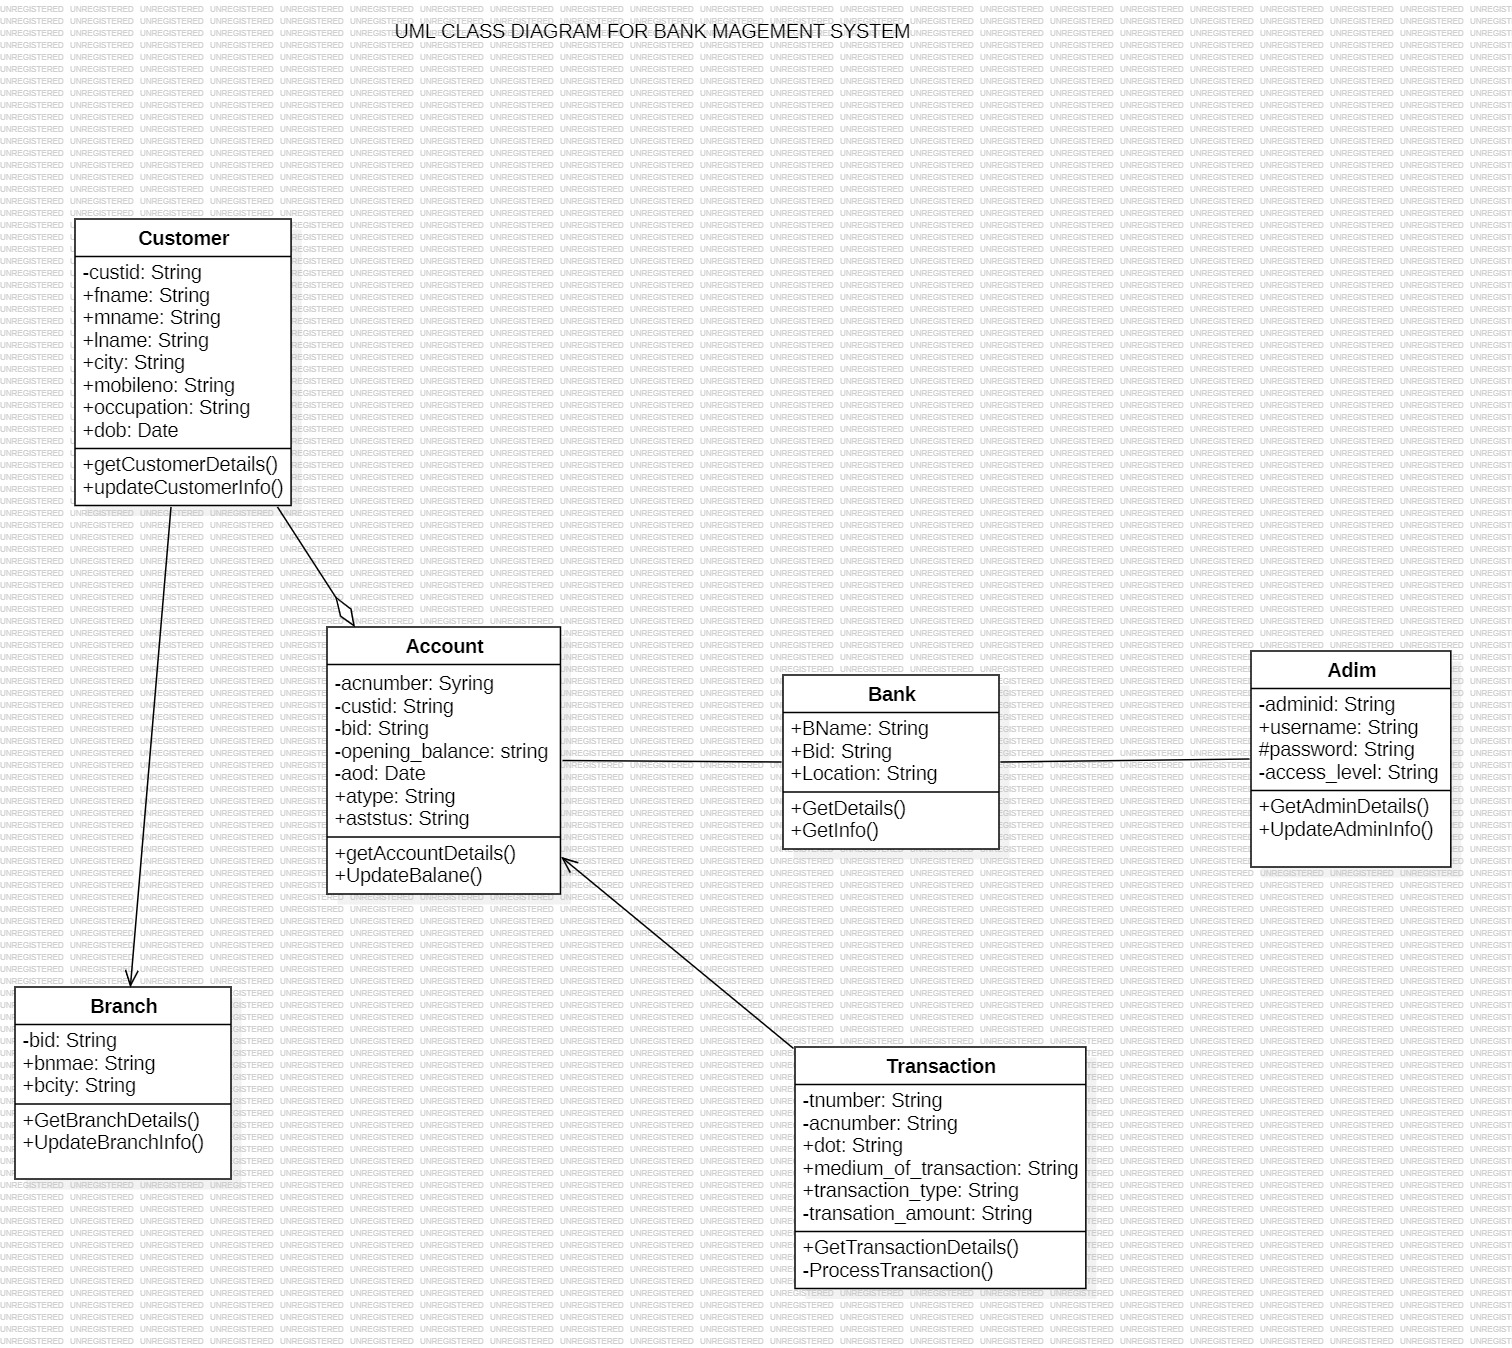 UML CLASS DIAGRAM FOR BANK MAGEMENT SYSTEM
Customer
-custid: String
+fname: String
+mname: String
+lname: String
+city: String
+mobileno: String
+occupation: String
+dob: Date
+getCustomerDetails()
+updateCustomerInfo()
Account
-acnumber: Syring
-custid: String
-bid: String
-opening_balance: string
-aod: Date
+atype: String
+aststus: String
+getAccountDetails()
+UpdateBalane()
Bank
+BName: String
+Bid: String
+Location: String
+GetDetails()
+GetInfo()
Adim
-adminid: String
+username: String
#password: String
-access_level: String
+GetAdminDetails()
+UpdateAdminInfo()
Branch
-bid: String
+bnmae: String
+bcity: String
+GetBranchDetails()
+UpdateBranchInfo()
Transaction
-tnumber: String
-acnumber: String
+dot: String
+medium_of_transaction: String
+transaction_type: String
-transation_amount: String
+GetTransactionDetails()
-ProcessTransaction()
UNREGISTERED